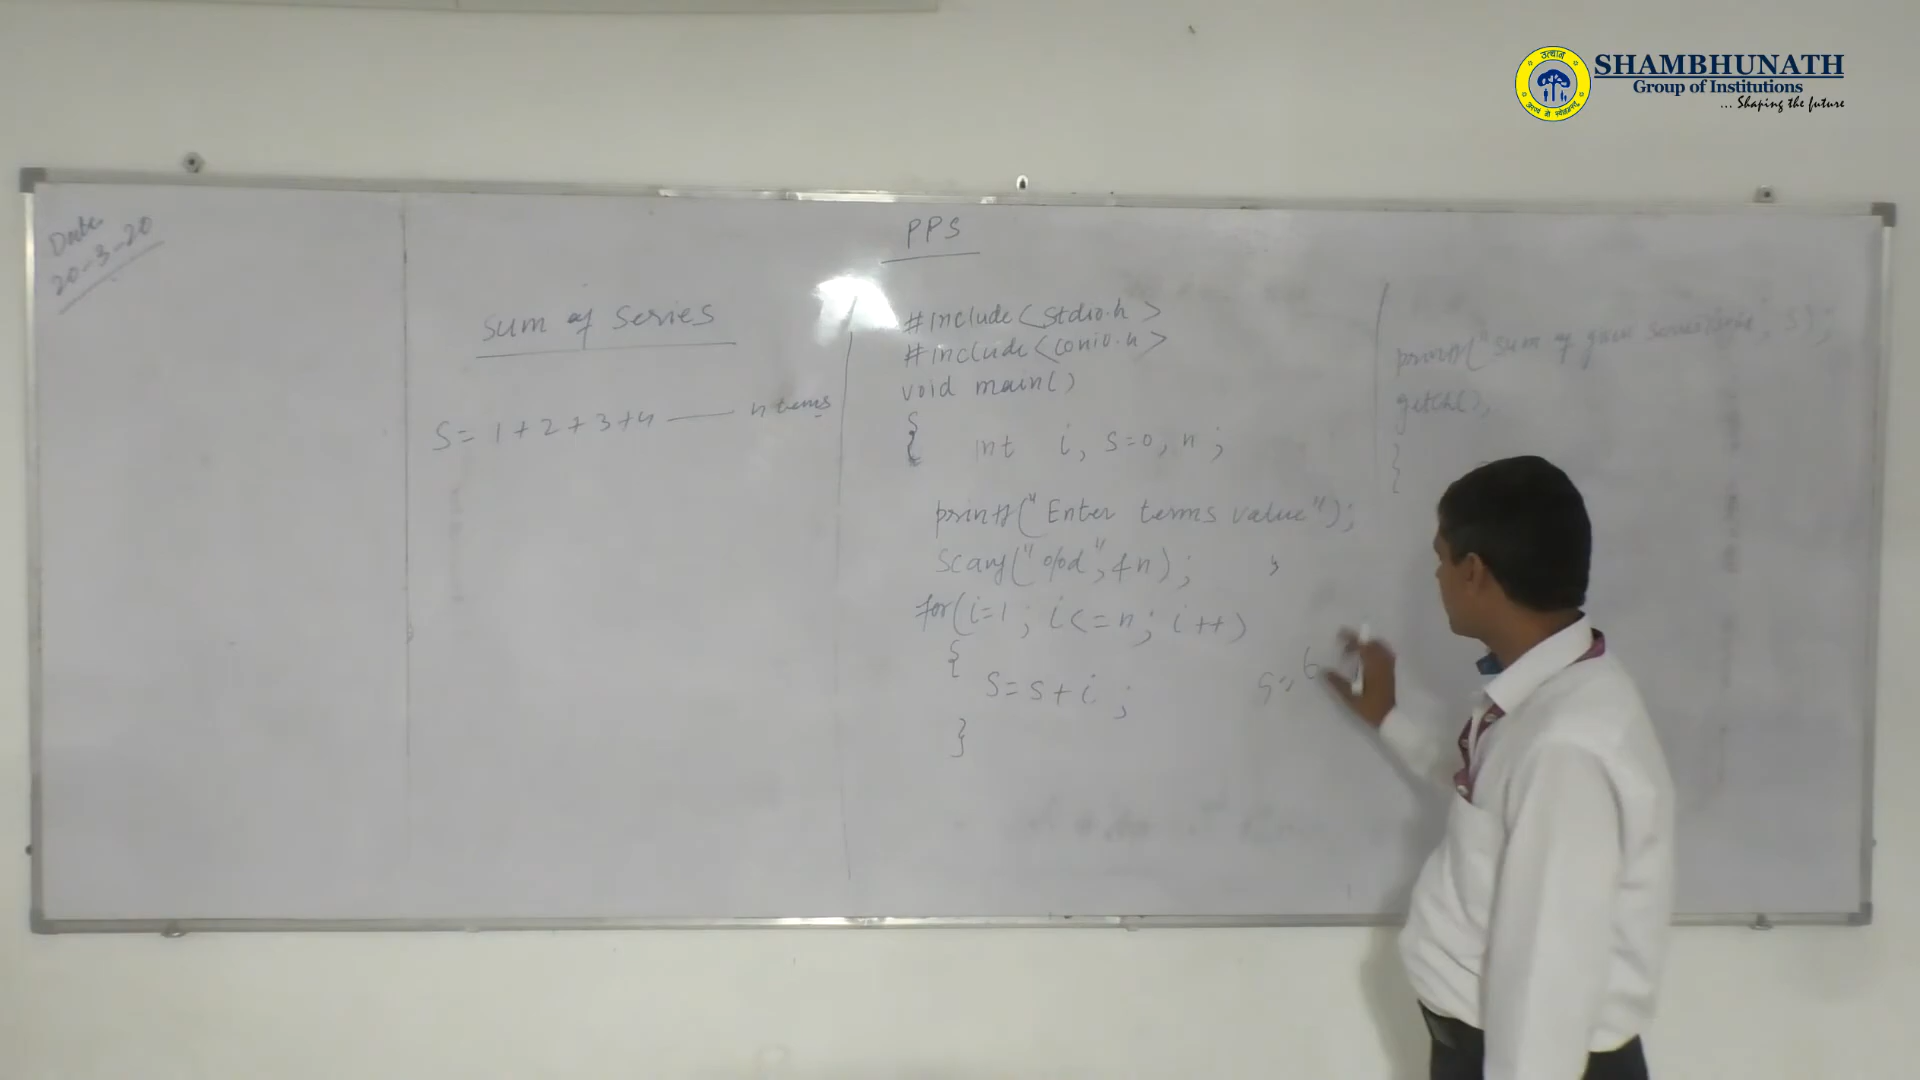 उत्थान
SHAMBHUNATH
Group of Institutions
... Shaping the future
Date
20-3-20
PPS
Sum of Series
S = 1 + 2 + 3 + 4 —— n terms
#include <stdio.h>
#include <conio.h>
void main()
{ int i, s=0, n ;
printf("Enter terms value");
scanf("%d", &n);
for(i=1; i<=n; i++)
{
S=s+i ;
}
printf("sum of
s);
getch();
}